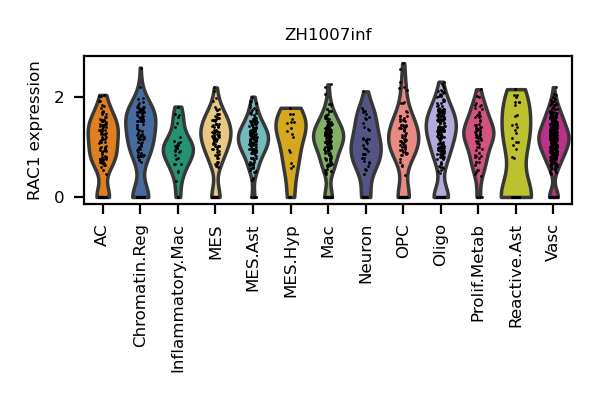 ZH1007inf
RAC1 expression
2
0
AC
Chromatin.Reg
Inflammatory.Mac
MES
MES.Ast
MES.Hyp
Mac
Neuron
OPC
Oligo
Prolif.Metab
Reactive.Ast
Vasc